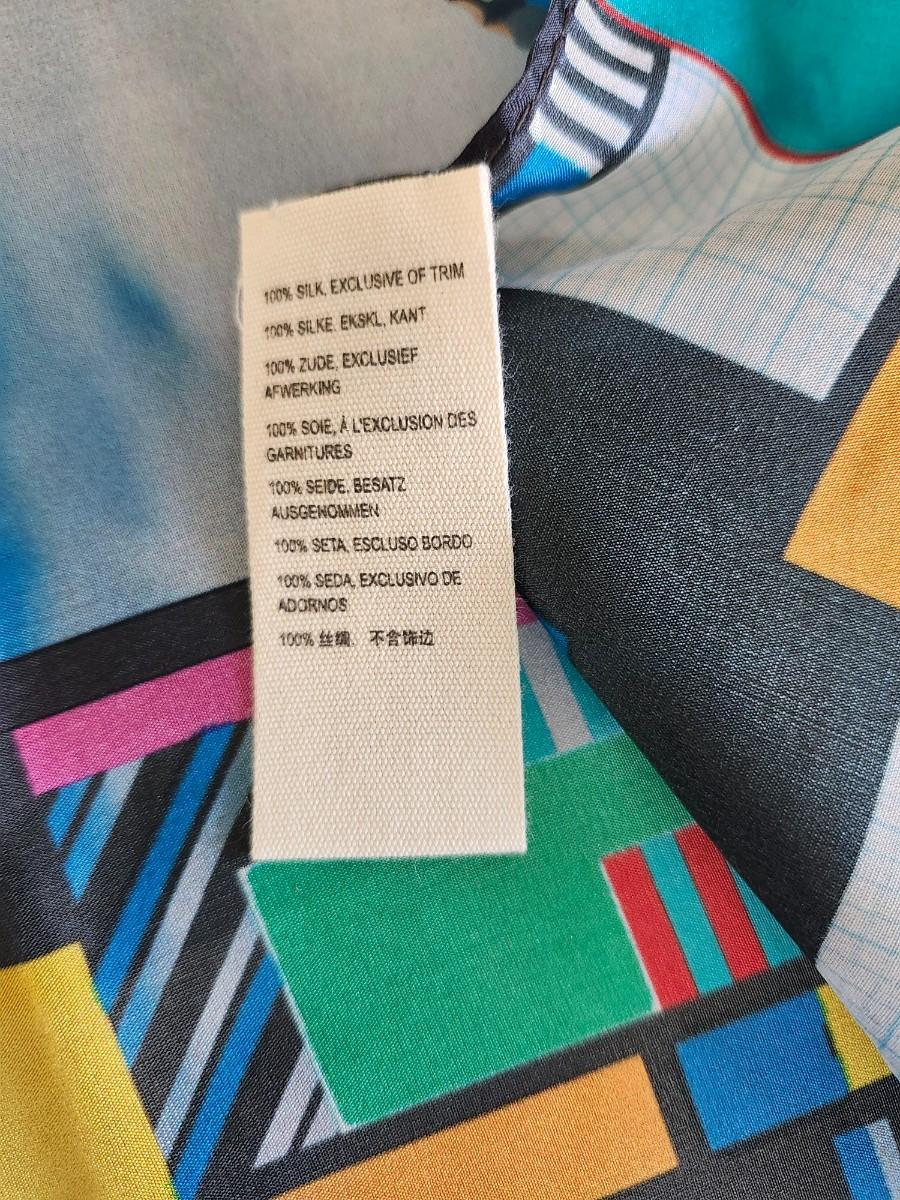 100% SILK, EXCLUSIVE OF TRIM
100% SILKE, EKSKL, KANT
100% ZUDE, EXCLUSIEF
AFWERKING
100% SOIE, À L'EXCLUSION DES
GARNITURES
100% SEIDE, BESATZ
AUSGENOMMEN
100% SETA, ESCLUSO BORDO
100% SEDA, EXCLUSIVO DE
ADORNOS
100% 丝绸, 不含饰边